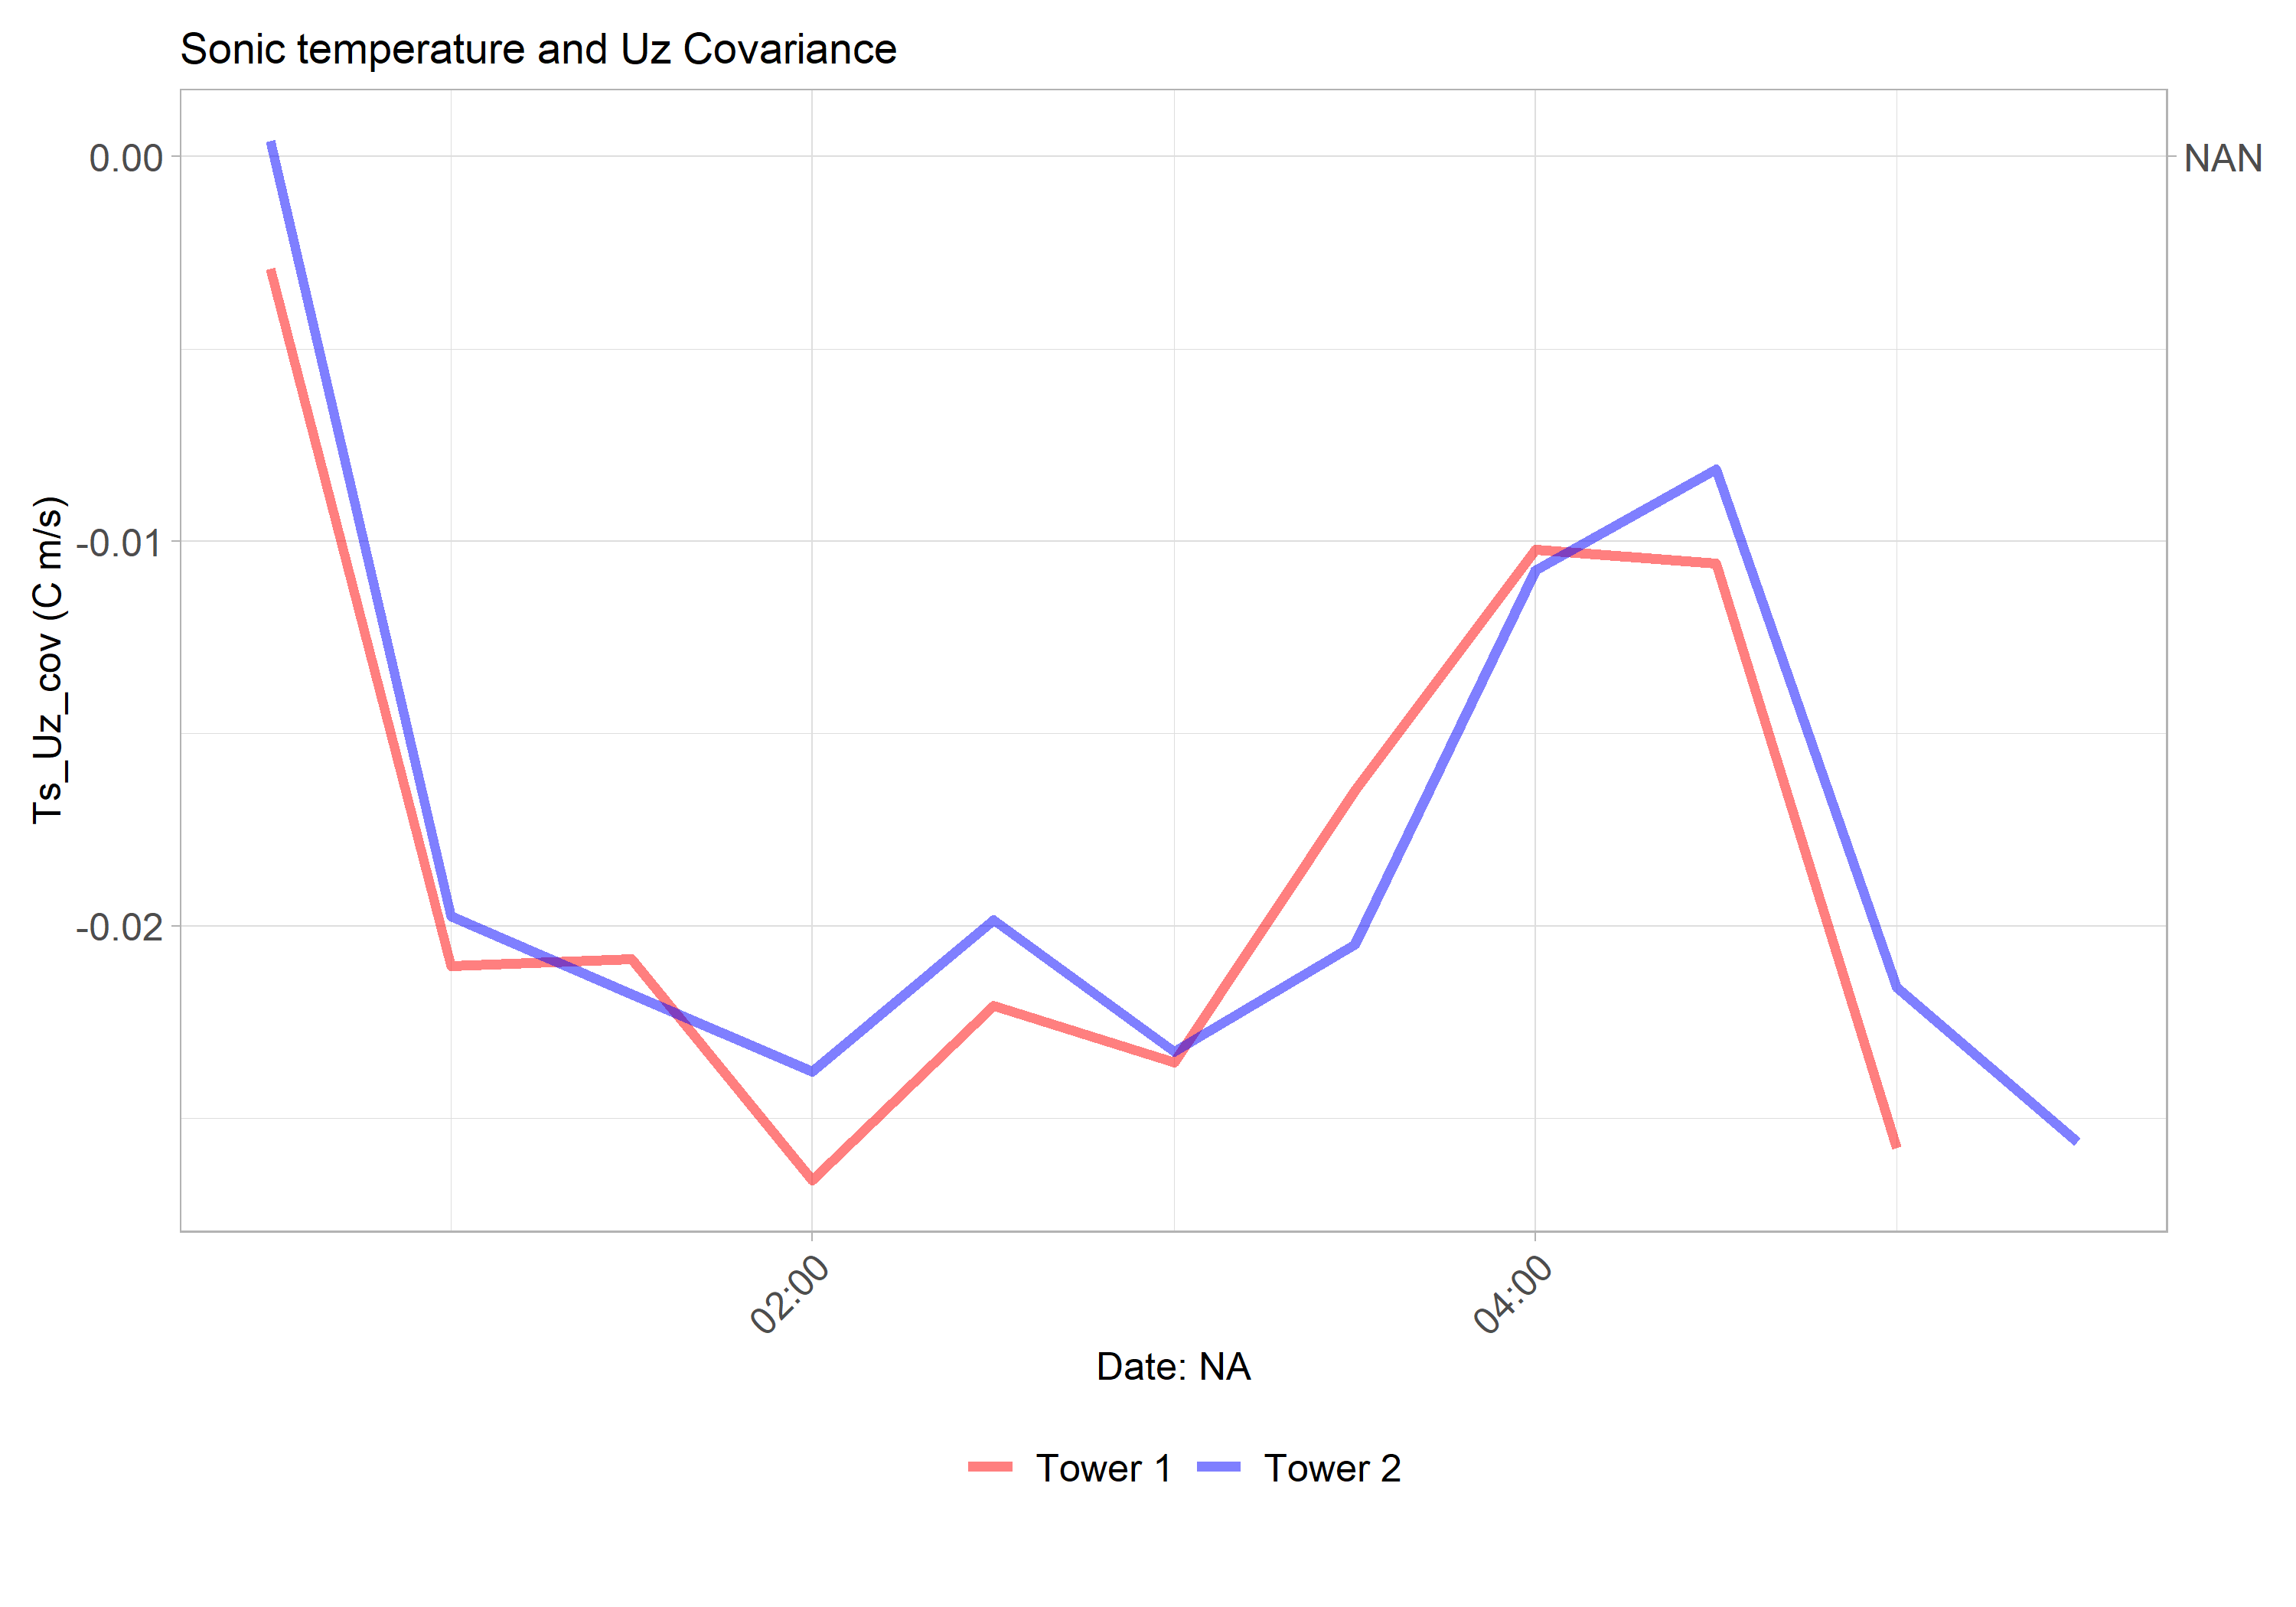 Sonic temperature and Uz Covariance
Ts_Uz_cov (C m/s)
0.00
-0.01
-0.02
NAN
02:00
04:00
Date: NA
Tower 1
Tower 2